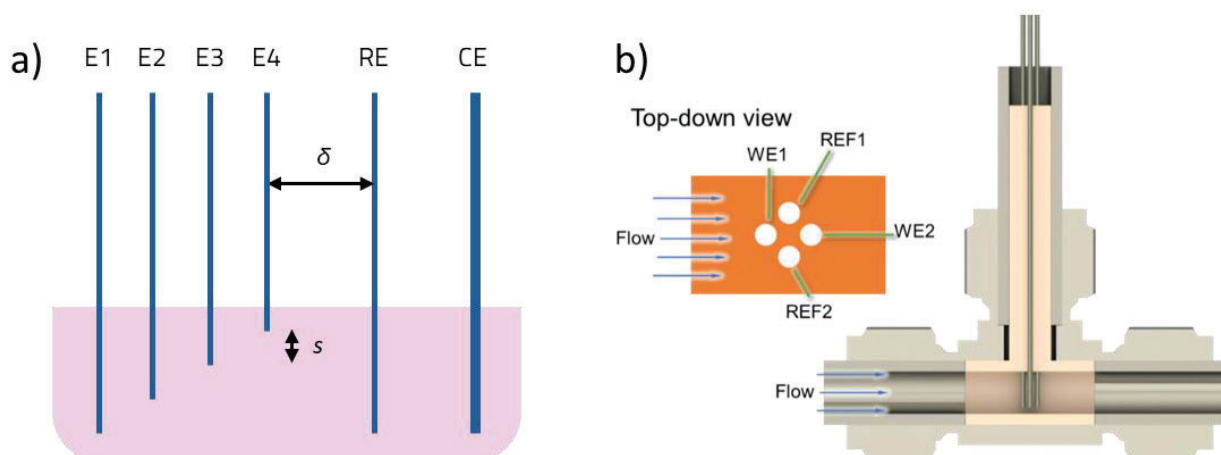 a)
E1 E2 E3 E4 RE CE
δ
s
b)
Top-down view
REF1
WE1
Flow
WE2
REF2
Flow